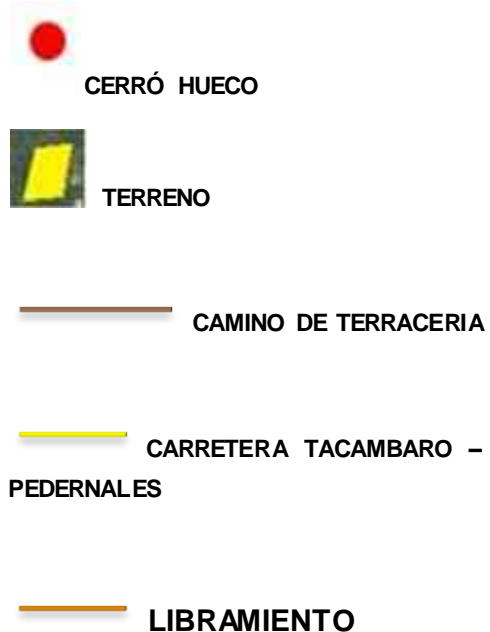 CERRÓ HUECO
TERRENO
CAMINO DE TERRACERIA
CARRETERA TACAMBARO –
PEDERNALES
LIBRAMIENTO